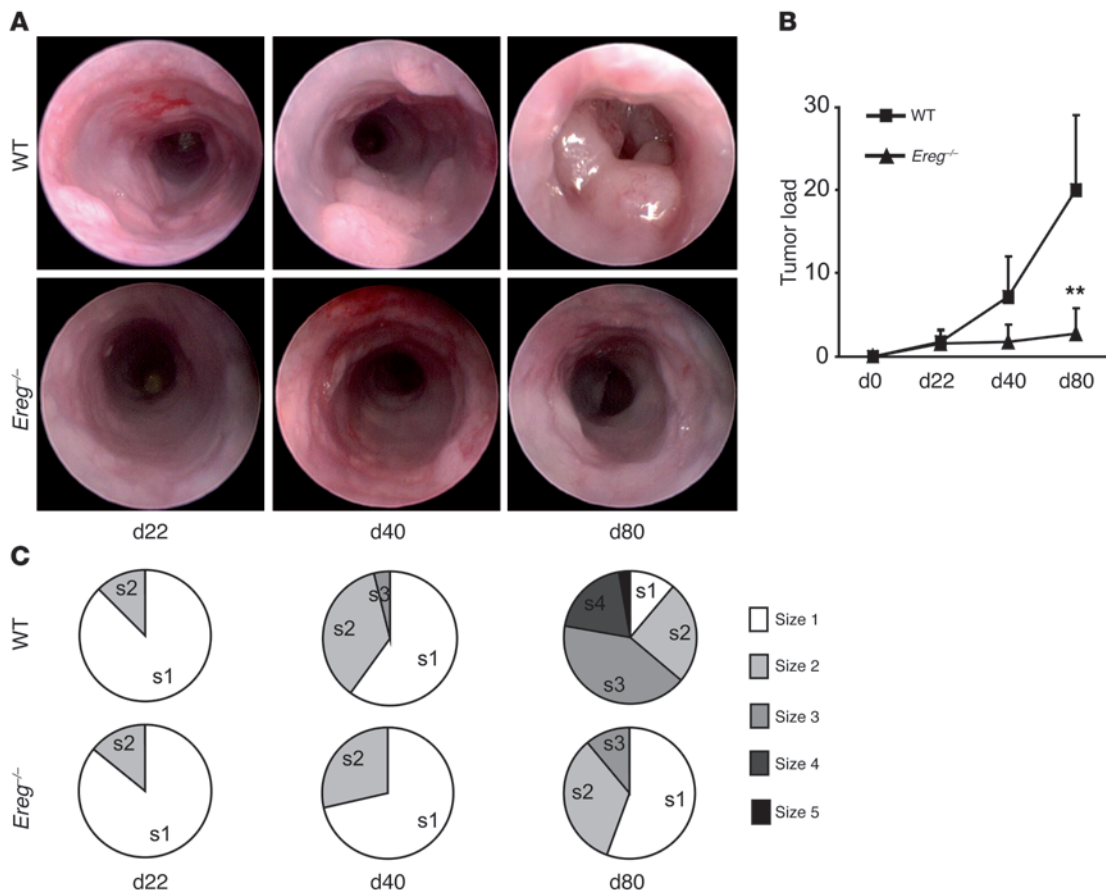 A
WT
Ereg–/–
d22 d40 d80
B
30
20
10
0
Tumor load
WT
Ereg–/–
**
d0 d22 d40 d80
C
WT
s2 s1
s3 s2 s1
s4 s1 s2 s3
Ereg–/–
s2 s1
s2 s1
s3 s2 s1
d22 d40 d80
Size 1
Size 2
Size 3
Size 4
Size 5